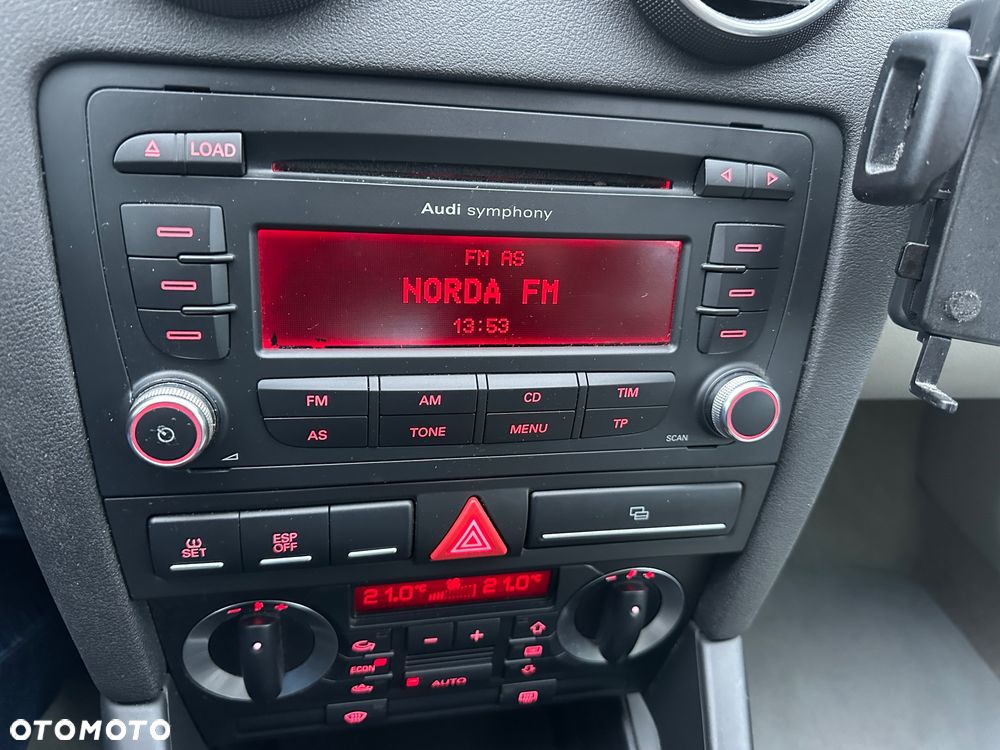 LOAD
Audi symphony
FM AS
NORDA FM
13:53
FM AM CD TIM
AS TONE MENU TP
SCAN
SET
ESP OFF
21.0°C 21.0°C
ECON
AUTO
OTOMOTO